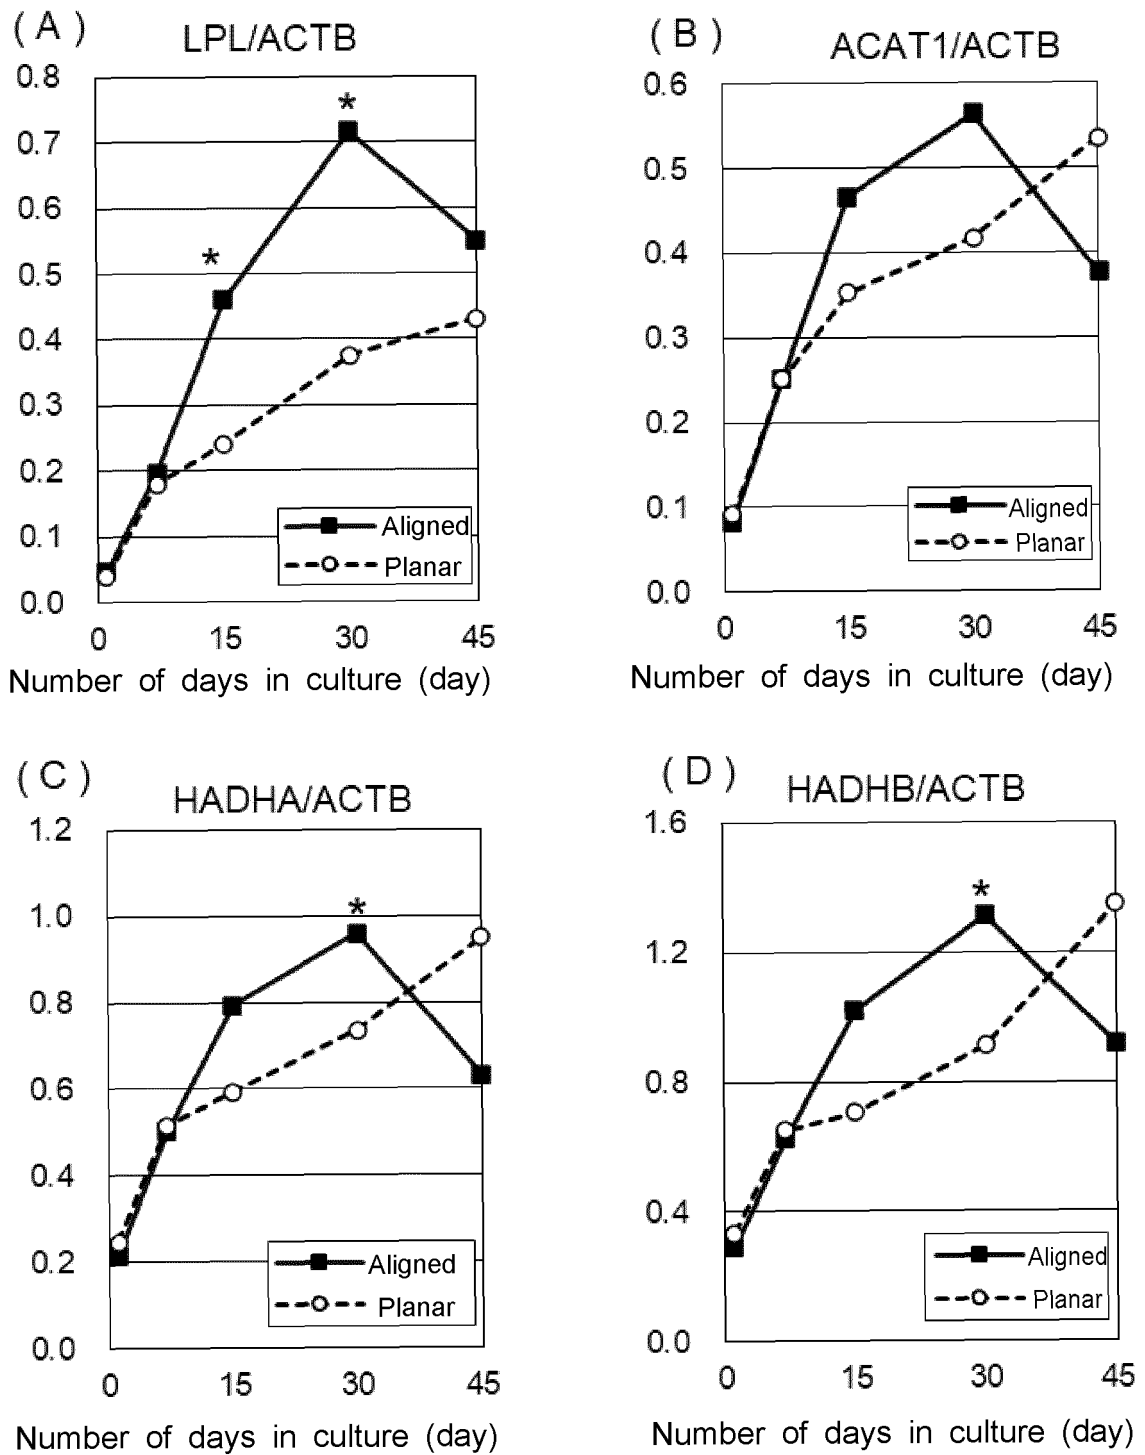 ( A )
LPL/ACTB
0.8
0.7
0.6
0.5
0.4
0.3
0.2
0.1
0.0
*
*
Aligned
Planar
0
15
30
45
Number of days in culture (day)
( B )
ACAT1/ACTB
0.6
0.5
0.4
0.3
0.2
0.1
0.0
Aligned
Planar
0
15
30
45
Number of days in culture (day)
( C )
HADHA/ACTB
1.2
1.0
0.8
0.6
0.4
0.2
0.0
*
Aligned
Planar
0
15
30
45
Number of days in culture (day)
( D )
HADHB/ACTB
1.6
1.2
0.8
0.4
0.0
*
Aligned
Planar
0
15
30
45
Number of days in culture (day)